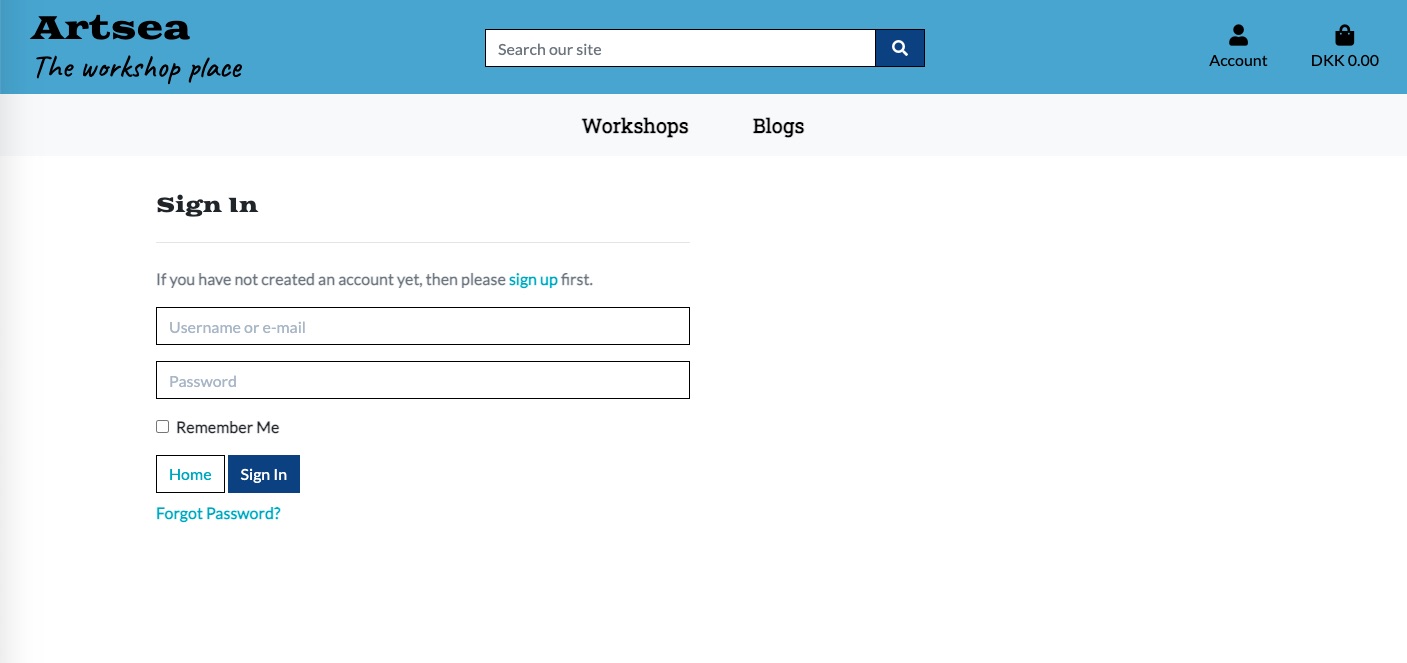 Artsea
The workshop place
Search our site
Account
DKK 0.00
Workshops
Blogs
Sign In
If you have not created an account yet, then please sign up first.
Username or e-mail
Password
Remember Me
Home
Sign In
Forgot Password?